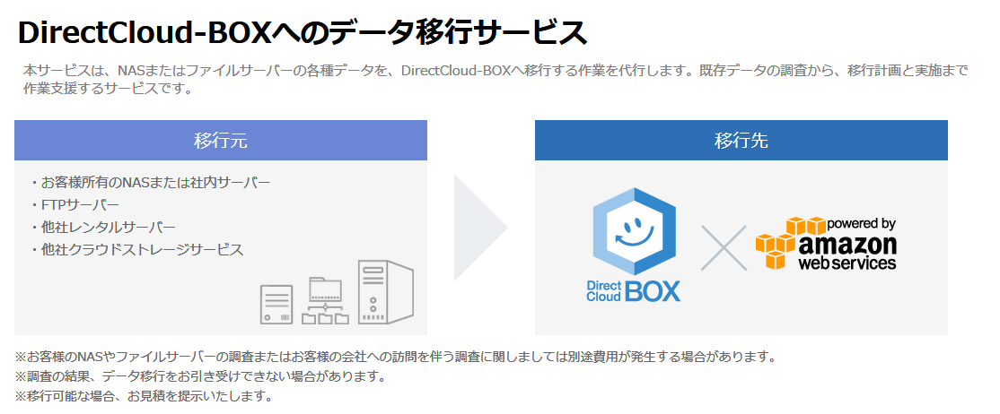 DirectCloud-BOXへのデータ移行サービス
本サービスは、NASまたはファイルサーバーの各種データを、DirectCloud-BOXへ移行する作業を代行します。既存データの調査から、移行計画と実施まで
作業支援するサービスです。
移行元
・お客様所有のNASまたは社内サーバー
・FTPサーバー
・他社レンタルサーバー
・他社クラウドストレージサービス
移行先
Direct
Cloud BOX
powered by
amazon
web services
※お客様のNASやファイルサーバーの調査またはお客様の会社への訪問を伴う調査に関しましては別途費用が発生する場合があります。
※調査の結果、データ移行をお引き受けできない場合があります。
※移行可能な場合、お見積を提示いたします。